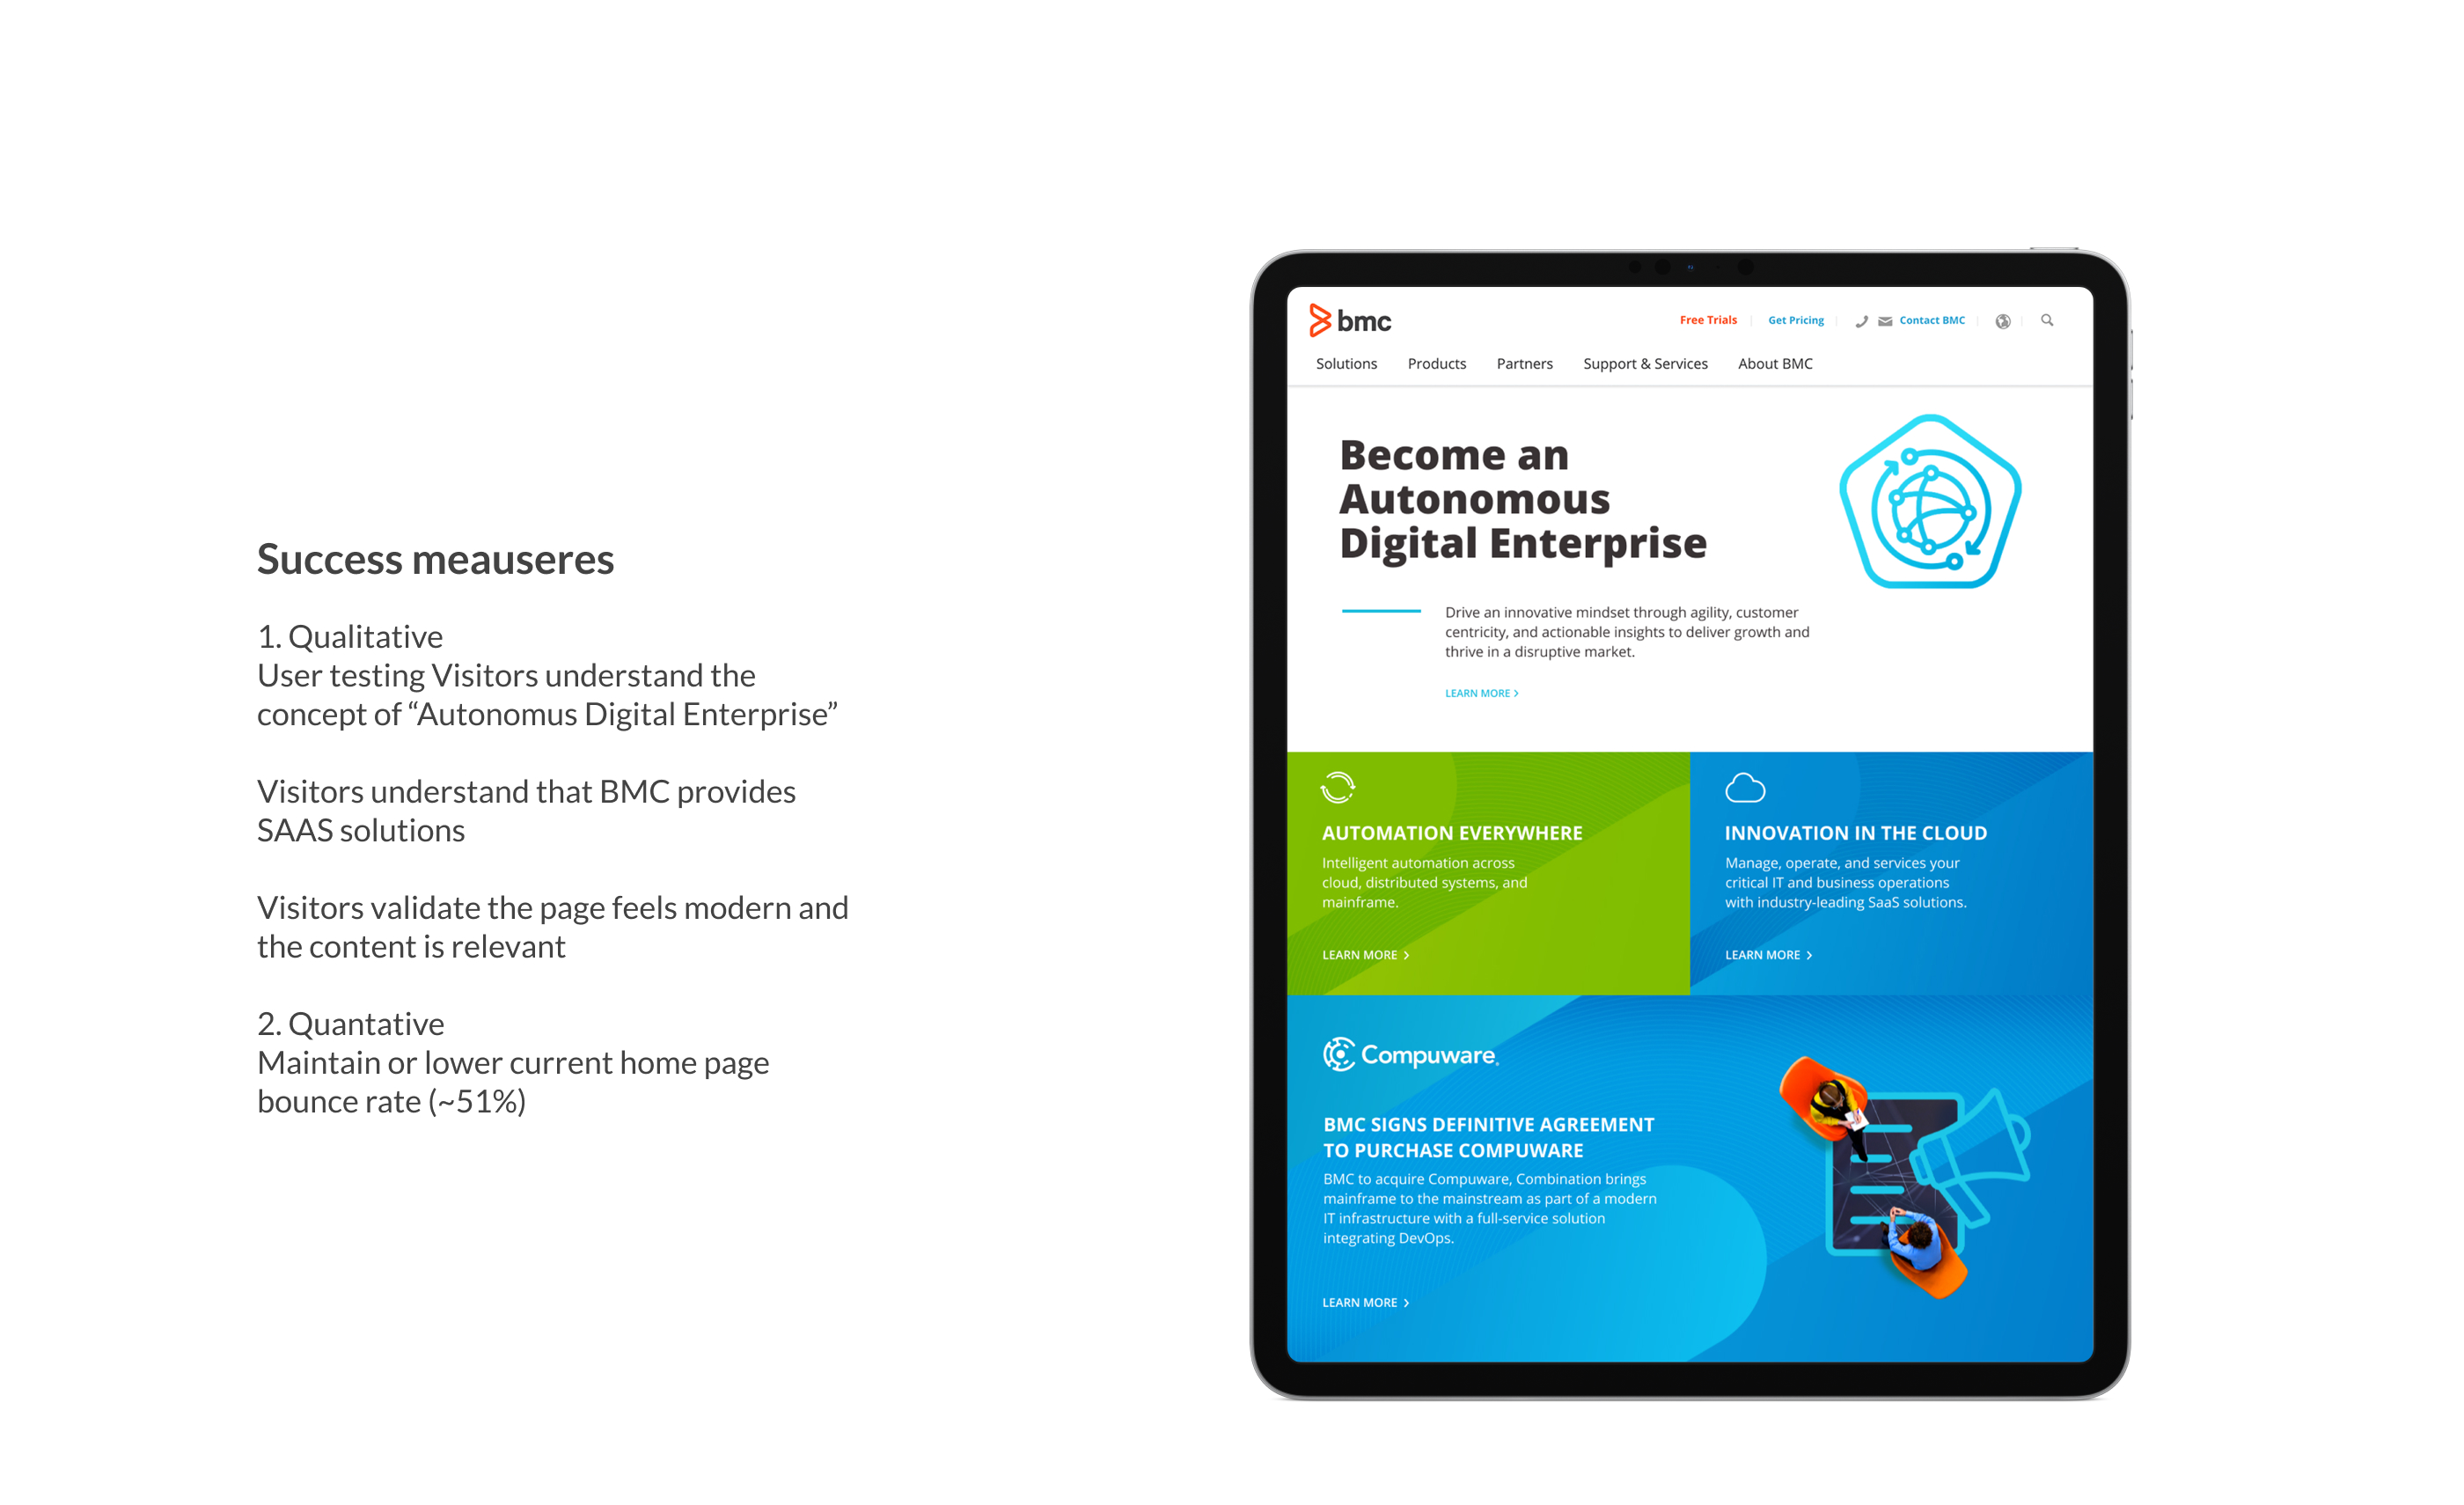 Success meauseres
1. Qualitative
User testing Visitors understand the
concept of “Autonomus Digital Enterprise”
Visitors understand that BMC provides
SAAS solutions
Visitors validate the page feels modern and
the content is relevant
2. Quantative
Maintain or lower current home page
bounce rate (~51%)
bmc
Free Trials
Get Pricing
Contact BMC
Solutions
Products
Partners
Support & Services
About BMC
Become an
Autonomous
Digital Enterprise
Drive an innovative mindset through agility, customer
centricity, and actionable insights to deliver growth and
thrive in a disruptive market.
LEARN MORE >
AUTOMATION EVERYWHERE
Intelligent automation across
cloud, distributed systems, and
mainframe.
LEARN MORE >
INNOVATION IN THE CLOUD
Manage, operate, and services your
critical IT and business operations
with industry-leading SaaS solutions.
LEARN MORE >
Compuware.
BMC SIGNS DEFINITIVE AGREEMENT
TO PURCHASE COMPUWARE
BMC to acquire Compuware, Combination brings
mainframe to the mainstream as part of a modern
IT infrastructure with a full-service solution
integrating DevOps.
LEARN MORE >